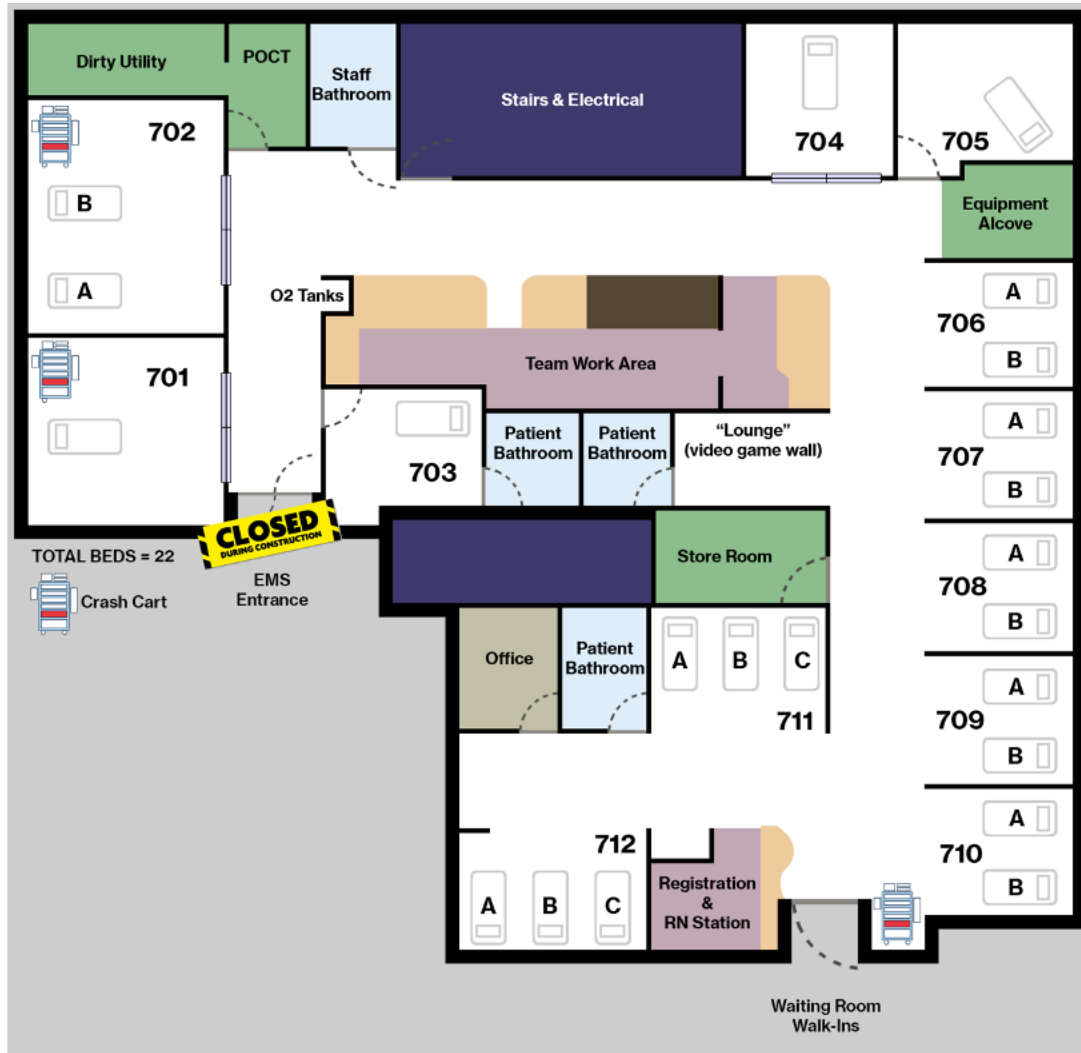 Dirty Utility
POCT
Staff
Bathroom
Stairs & Electrical
704
705
702
B
A
Equipment
Alcove
O2 Tanks
Team Work Area
706
A
B
701
703
Patient
Bathroom
Patient
Bathroom
“Lounge”
(video game wall)
707
A
B
CLOSED
DURING CONSTRUCTION
TOTAL BEDS = 22
Crash Cart
EMS
Entrance
Store Room
708
A
B
Office
Patient
Bathroom
A
B
C
711
709
A
B
712
A
B
C
Registration
&
RN Station
710
A
B
Waiting Room
Walk-Ins